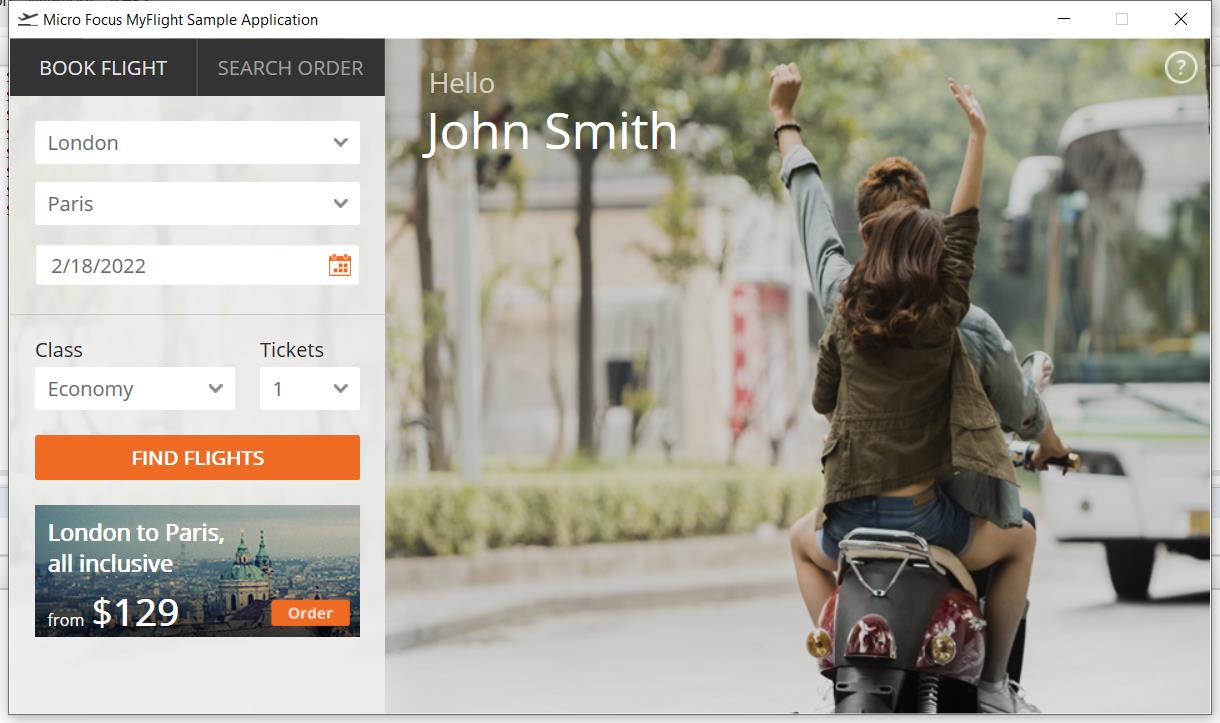 Micro Focus MyFlight Sample Application
BOOK FLIGHT
SEARCH ORDER
London
Paris
2/18/2022
Class
Tickets
Economy
1
FIND FLIGHTS
London to Paris,
all inclusive
from $129
Order
Hello
John Smith
?